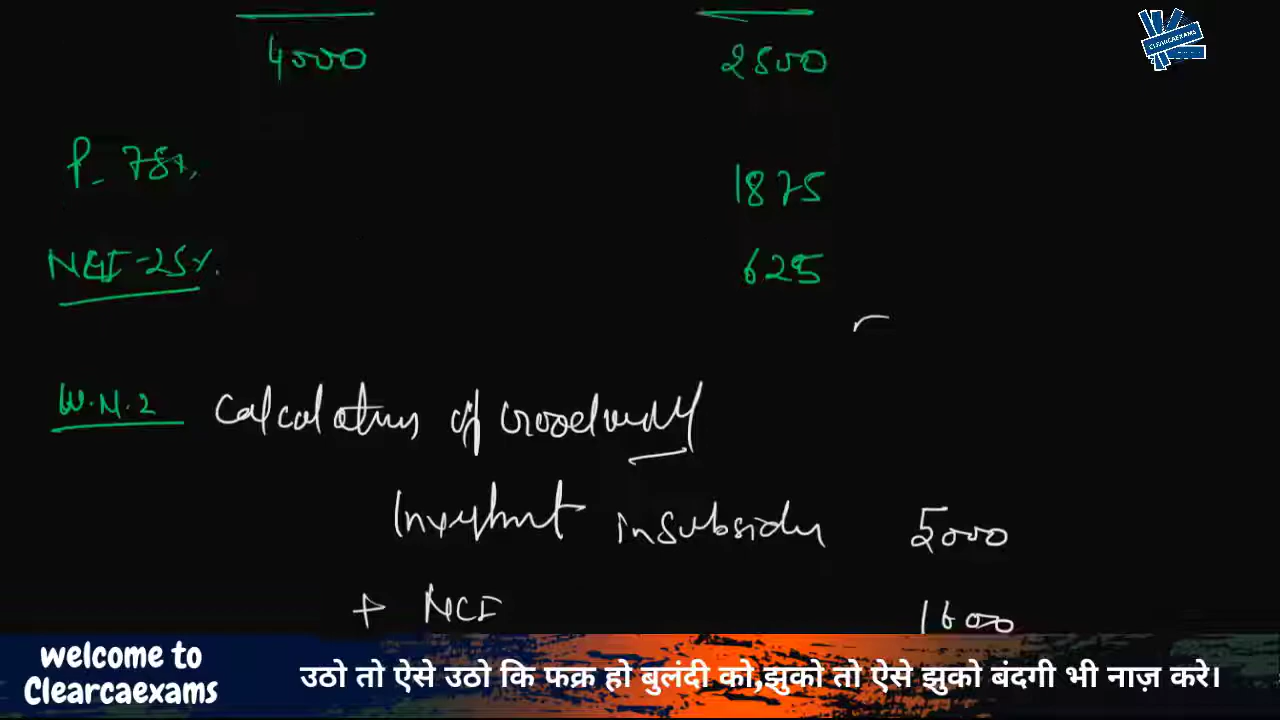 CLEARCAEXAMS
4000 2500
P - 75%.
1875
NCI - 25%.
625
W.N.2 Calculation of Goodwill
Investment in subsidiary 5000
+ NCI 1600
welcome to
Clearcaexams
उठो तो ऐसे उठो कि फक्र हो बुलंदी को,झुको तो ऐसे झुको बंदगी भी नाज़ करे।